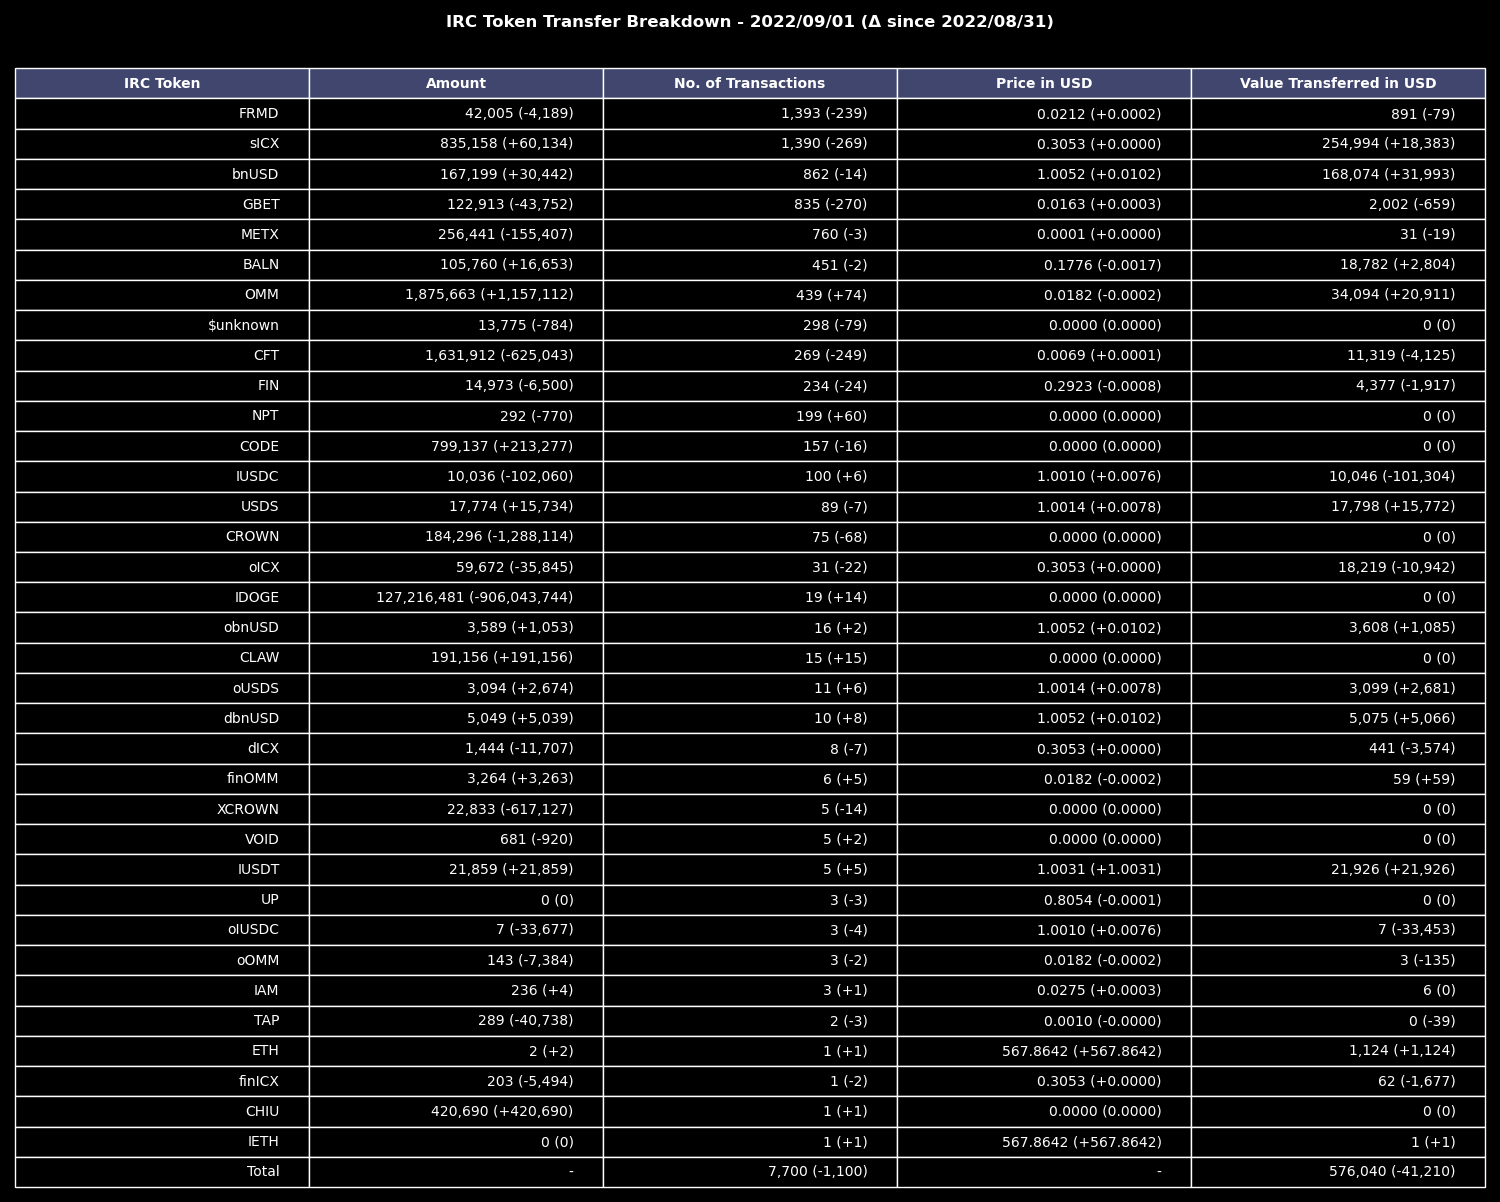 IRC Token Transfer Breakdown - 2022/09/01 (Δ since 2022/08/31)
IRC Token Amount No. of Transactions Price in USD Value Transferred in USD
FRMD 42,005 (-4,189) 1,393 (-239) 0.0212 (+0.0002) 891 (-79)
sICX 835,158 (+60,134) 1,390 (-269) 0.3053 (+0.0000) 254,994 (+18,383)
bnUSD 167,199 (+30,442) 862 (-14) 1.0052 (+0.0102) 168,074 (+31,993)
GBET 122,913 (-43,752) 835 (-270) 0.0163 (+0.0003) 2,002 (-659)
METX 256,441 (-155,407) 760 (-3) 0.0001 (+0.0000) 31 (-19)
BALN 105,760 (+16,653) 451 (-2) 0.1776 (-0.0017) 18,782 (+2,804)
OMM 1,875,663 (+1,157,112) 439 (+74) 0.0182 (-0.0002) 34,094 (+20,911)
$unknown 13,775 (-784) 298 (-79) 0.0000 (0.0000) 0 (0)
CFT 1,631,912 (-625,043) 269 (-249) 0.0069 (+0.0001) 11,319 (-4,125)
FIN 14,973 (-6,500) 234 (-24) 0.2923 (-0.0008) 4,377 (-1,917)
NPT 292 (-770) 199 (+60) 0.0000 (0.0000) 0 (0)
CODE 799,137 (+213,277) 157 (-16) 0.0000 (0.0000) 0 (0)
IUSDC 10,036 (-102,060) 100 (+6) 1.0010 (+0.0076) 10,046 (-101,304)
USDS 17,774 (+15,734) 89 (-7) 1.0014 (+0.0078) 17,798 (+15,772)
CROWN 184,296 (-1,288,114) 75 (-68) 0.0000 (0.0000) 0 (0)
oICX 59,672 (-35,845) 31 (-22) 0.3053 (+0.0000) 18,219 (-10,942)
IDOGE 127,216,481 (-906,043,744) 19 (+14) 0.0000 (0.0000) 0 (0)
obnUSD 3,589 (+1,053) 16 (+2) 1.0052 (+0.0102) 3,608 (+1,085)
CLAW 191,156 (+191,156) 15 (+15) 0.0000 (0.0000) 0 (0)
oUSDS 3,094 (+2,674) 11 (+6) 1.0014 (+0.0078) 3,099 (+2,681)
dbnUSD 5,049 (+5,039) 10 (+8) 1.0052 (+0.0102) 5,075 (+5,066)
dICX 1,444 (-11,707) 8 (-7) 0.3053 (+0.0000) 441 (-3,574)
finOMM 3,264 (+3,263) 6 (+5) 0.0182 (-0.0002) 59 (+59)
XCROWN 22,833 (-617,127) 5 (-14) 0.0000 (0.0000) 0 (0)
VOID 681 (-920) 5 (+2) 0.0000 (0.0000) 0 (0)
IUSDT 21,859 (+21,859) 5 (+5) 1.0031 (+1.0031) 21,926 (+21,926)
UP 0 (0) 3 (-3) 0.8054 (-0.0001) 0 (0)
oIUSDC 7 (-33,677) 3 (-4) 1.0010 (+0.0076) 7 (-33,453)
oOMM 143 (-7,384) 3 (-2) 0.0182 (-0.0002) 3 (-135)
IAM 236 (+4) 3 (+1) 0.0275 (+0.0003) 6 (0)
TAP 289 (-40,738) 2 (-3) 0.0010 (-0.0000) 0 (-39)
ETH 2 (+2) 1 (+1) 567.8642 (+567.8642) 1,124 (+1,124)
finICX 203 (-5,494) 1 (-2) 0.3053 (+0.0000) 62 (-1,677)
CHIU 420,690 (+420,690) 1 (+1) 0.0000 (0.0000) 0 (0)
IETH 0 (0) 1 (+1) 567.8642 (+567.8642) 1 (+1)
Total - 7,700 (-1,100) - 576,040 (-41,210)